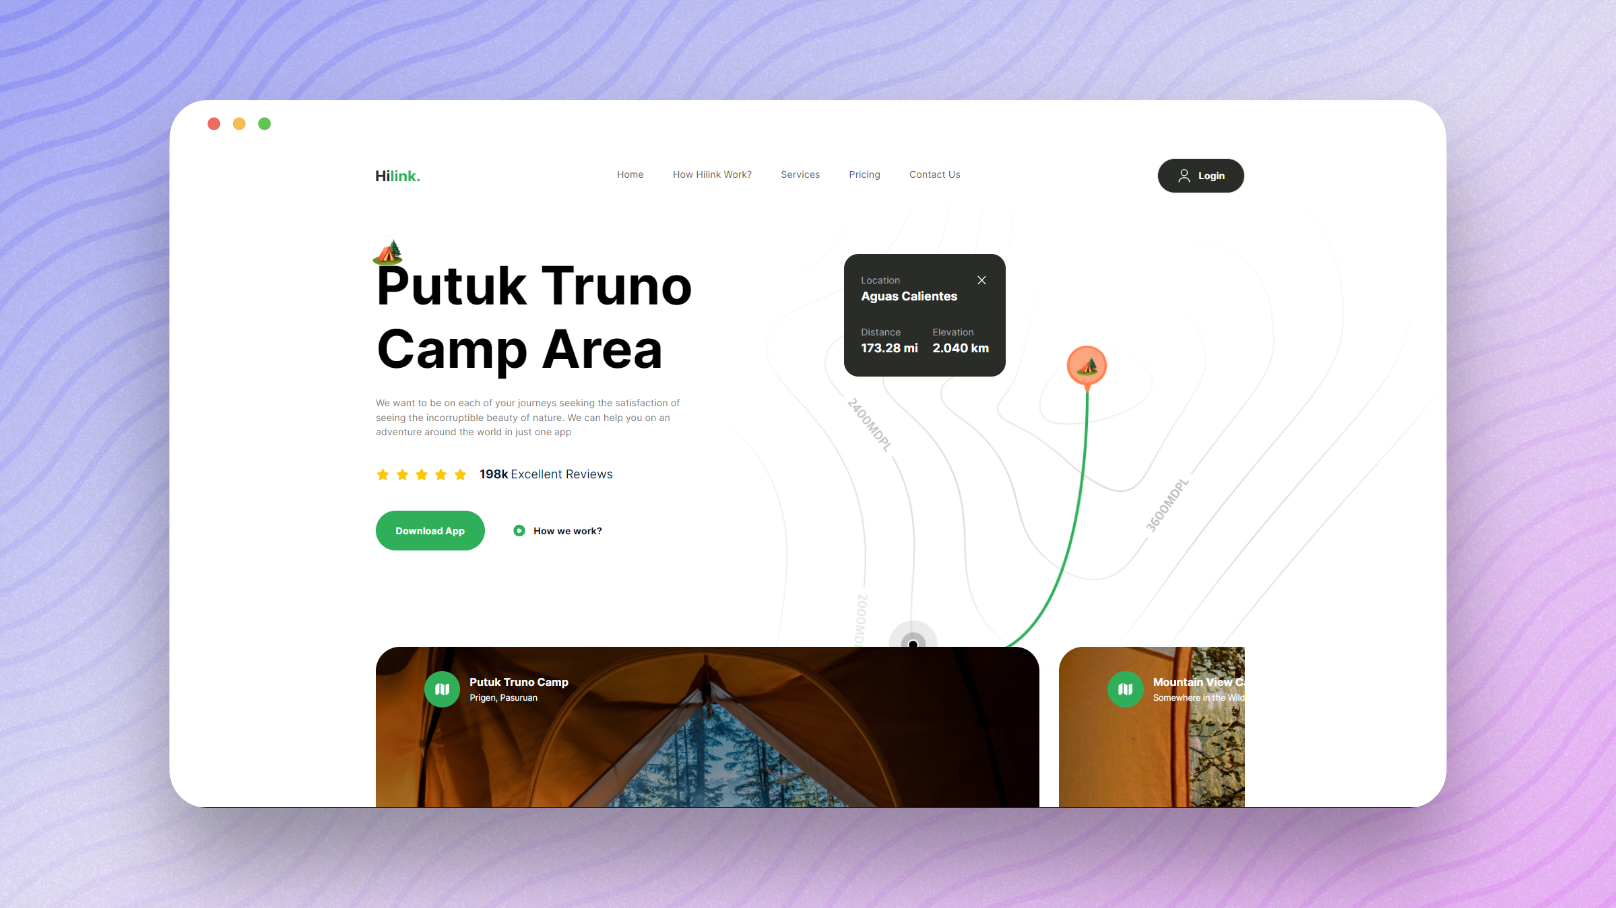 Hilink.
Home
How Hilink Work?
Services
Pricing
Contact Us
Login
Putuk Truno
Camp Area
We want to be on each of your journeys seeking the satisfaction of
seeing the incorruptible beauty of nature. We can help you on an
adventure around the world in just one app
198k Excellent Reviews
Download App
How we work?
Location
Aguas Calientes
Distance
Elevation
173.28 mi
2.040 km
2400MDPL
3600MDPL
2000MD
Putuk Truno Camp
Prigen, Pasuruan
Mountain View Ca
Somewhere in the Wild